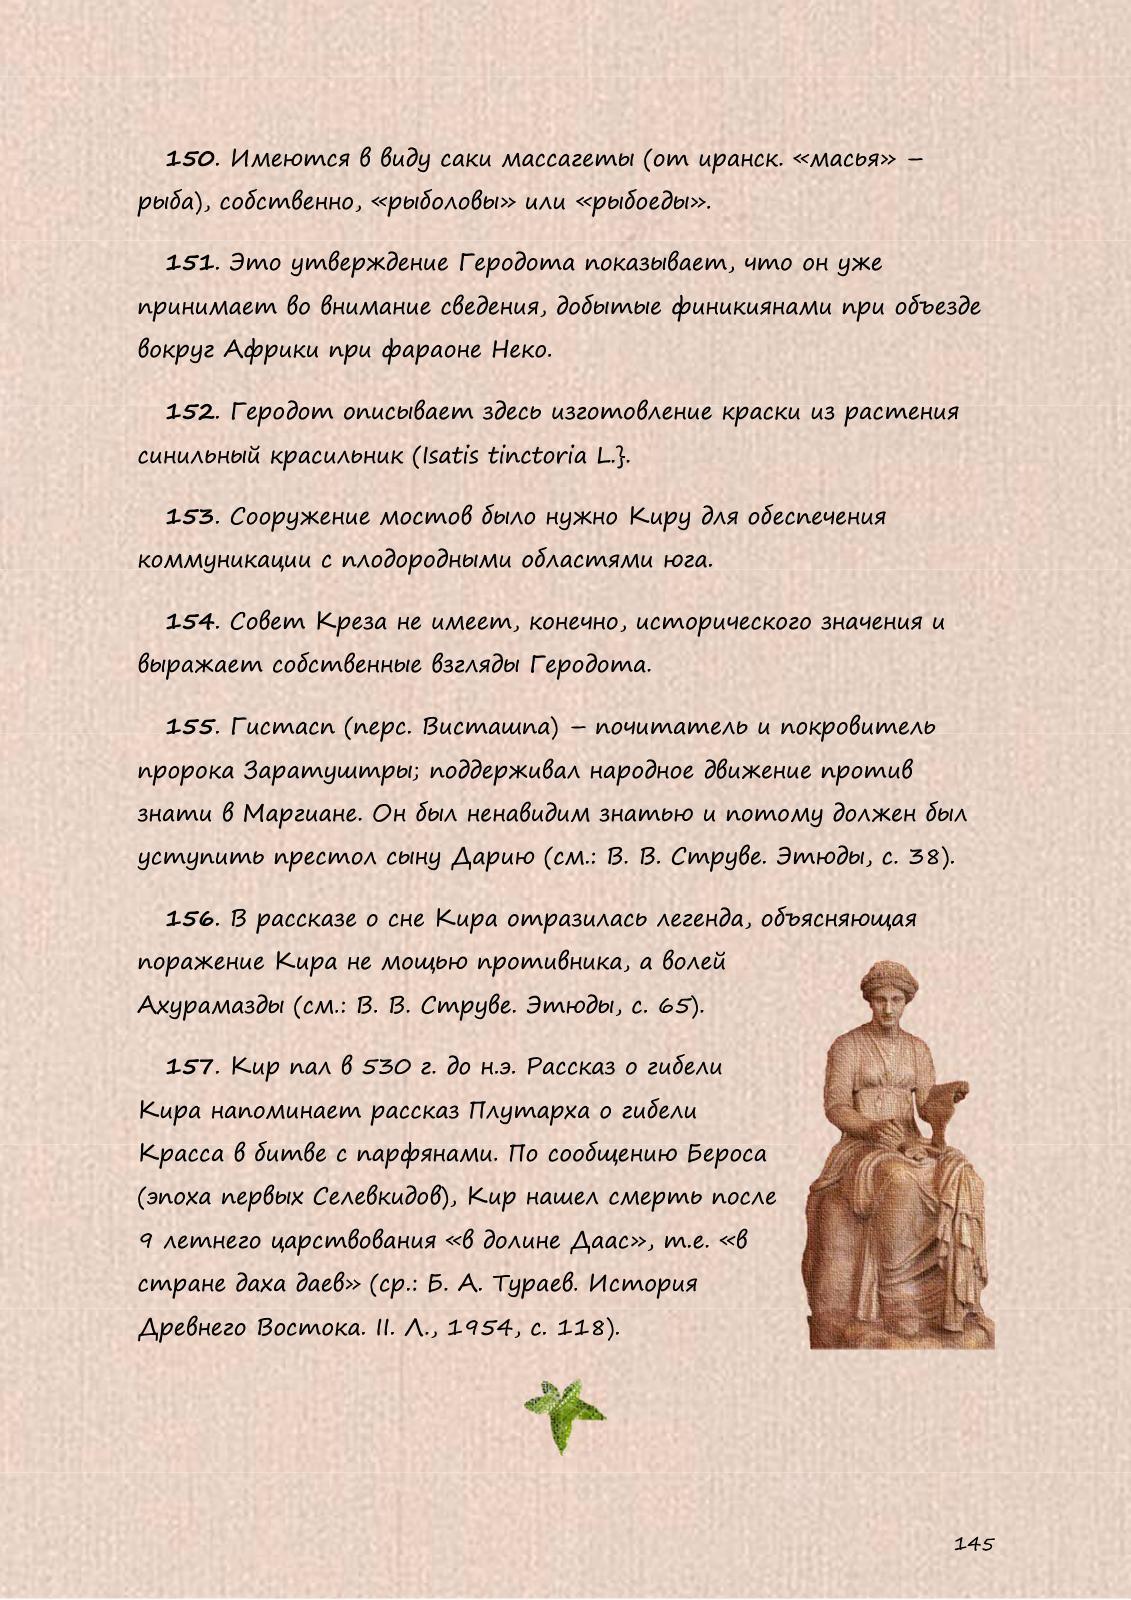 150. Имеются в виду саки массагеты (от иранск. «масья» –
рыба), собственно, «рыболовы» или «рыбоеды».
151. Это утверждение Геродота показывает, что он уже
принимает во внимание сведения, добытые финикиянами при объезде
вокруг Африки при фараоне Неко.
152. Геродот описывает здесь изготовление краски из растения
синильный красильник (Isatis tinctoria L.}.
153. Сооружение мостов было нужно Киру для обеспечения
коммуникации с плодородными областями юга.
154. Совет Креза не имеет, конечно, исторического значения и
выражает собственные взгляды Геродота.
155. Гистасп (перс. Висташпа) – почитатель и покровитель
пророка Заратуштры; поддерживал народное движение против
знати в Маргиане. Он был ненавидим знатью и потому должен был
уступить престол сыну Дарию (см.: В. В. Струве. Этюды, с. 38).
156. В рассказе о сне Кира отразилась легенда, объясняющая
поражение Кира не мощью противника, а волей
Ахурамазды (см.: В. В. Струве. Этюды, с. 65).
157. Кир пал в 530 г. до н.э. Рассказ о гибели
Кира напоминает рассказ Плутарха о гибели
Красса в битве с парфянами. По сообщению Бероса
(эпоха первых Селевкидов), Кир нашел смерть после
9 летнего царствования «в долине Даас», т.е. «в
стране даха даев» (ср.: Б. А. Тураев. История
Древнего Востока. II. Л., 1954, с. 118).
145